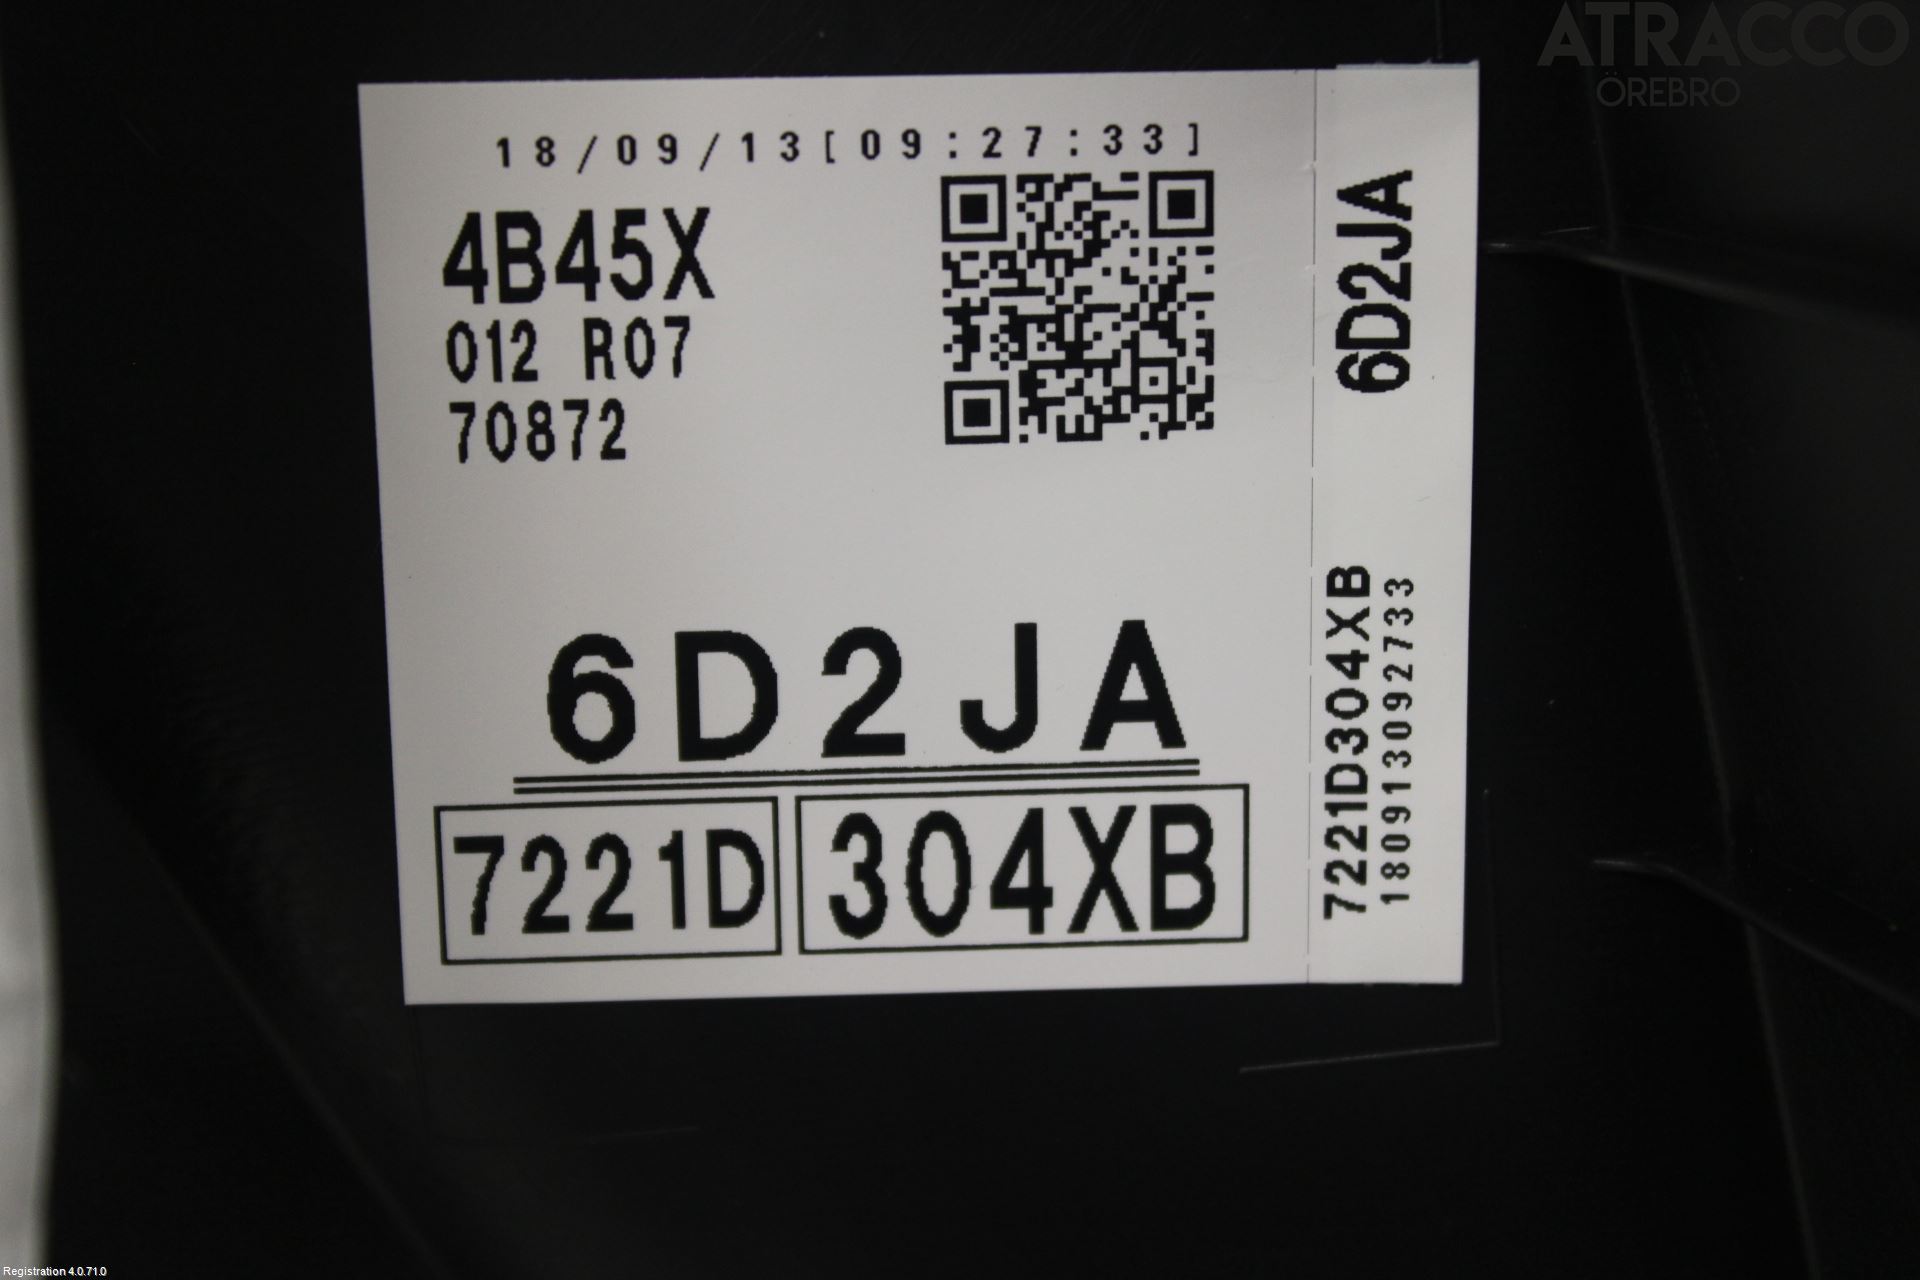 ATRACCO
ÖREBRO
18/09/13[09:27:33]
4B45X
012 R07
70872
6D2JA
7221D 304XB
6D2JA
7221D304XB
180913092733
Registration 4.0.71.0